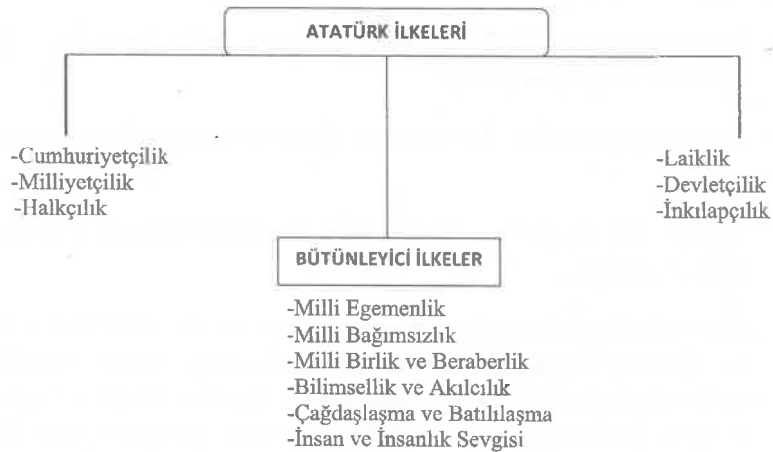 ATATÜRK İLKELERİ
-Cumhuriyetçilik
-Milliyetçilik
-Halkçılık
-Laiklik
-Devletçilik
-İnkılapçılık
BÜTÜNLEYİCİ İLKELER
-Milli Egemenlik
-Milli Bağımsızlık
-Milli Birlik ve Beraberlik
-Bilimsellik ve Akılcılık
-Çağdaşlaşma ve Batılılaşma
-İnsan ve İnsanlık Sevgisi